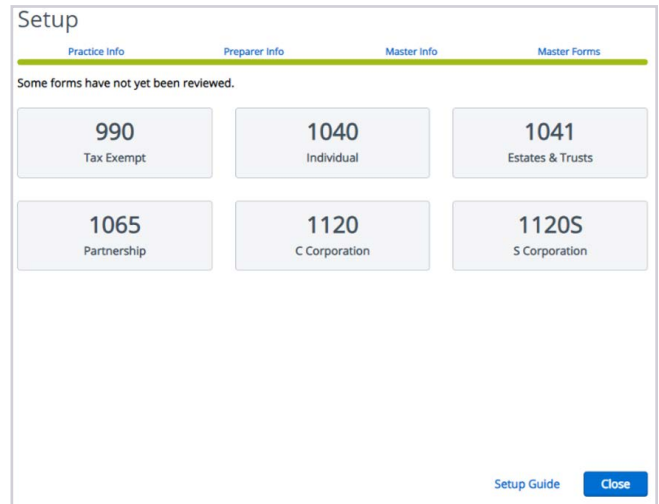 Setup
Practice Info Preparer Info Master Info Master Forms
Some forms have not yet been reviewed.
990 1040 1041
Tax Exempt Individual Estates & Trusts
1065 1120 1120S
Partnership C Corporation S Corporation
Setup Guide Close